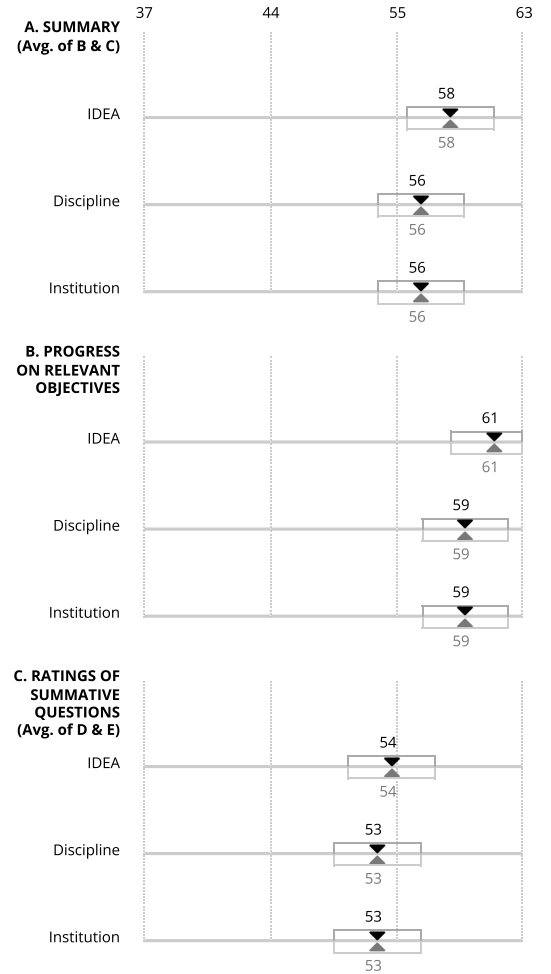 37 44 55 63
A. SUMMARY
(Avg. of B & C)
58
IDEA
58
56
Discipline
56
56
Institution
56
B. PROGRESS
ON RELEVANT
OBJECTIVES
61
IDEA
61
59
Discipline
59
59
Institution
59
C. RATINGS OF
SUMMATIVE
QUESTIONS
(Avg. of D & E)
54
IDEA
54
53
Discipline
53
53
Institution
53